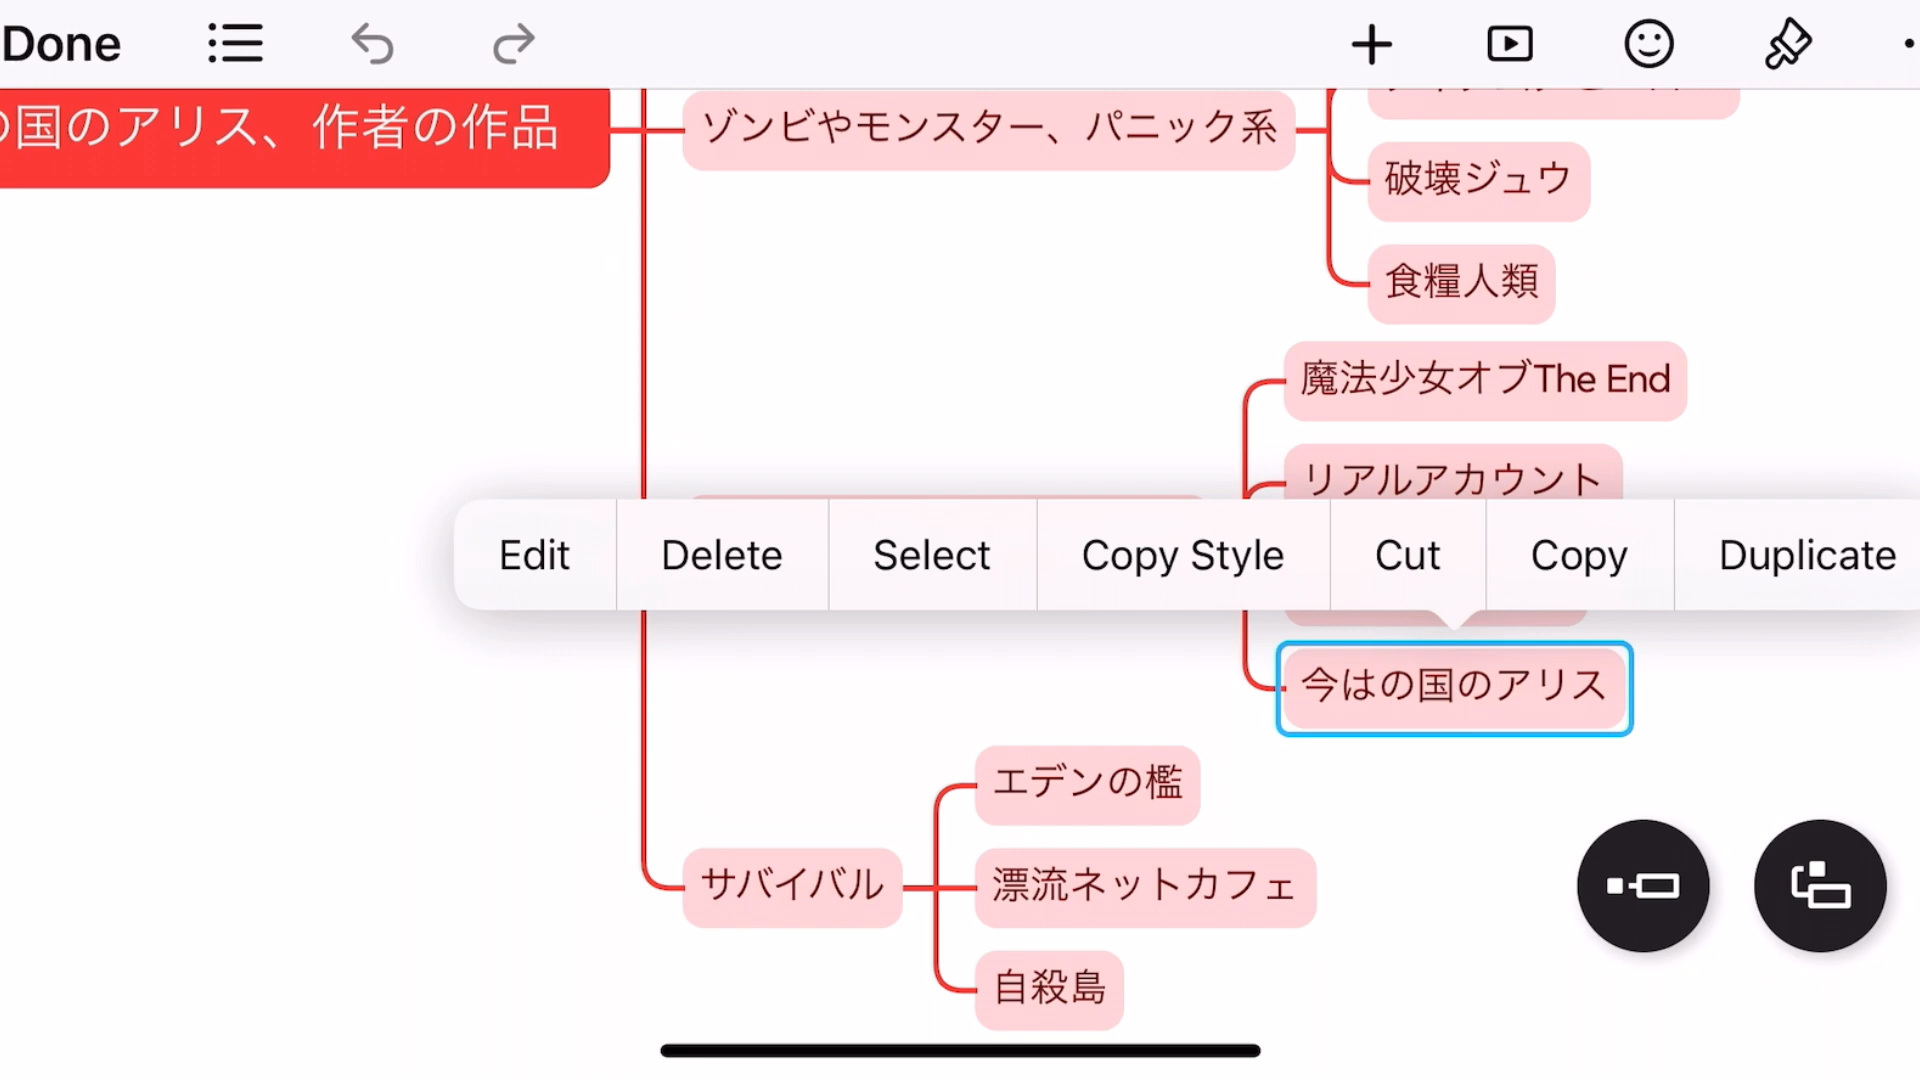 Done
の国のアリス、作者の作品
ゾンビやモンスター、パニック系
破壊ジュウ
食糧人類
魔法少女オブThe End
リアルアカウント
Edit
Delete
Select
Copy Style
Cut
Copy
Duplicate
今はの国のアリス
エデンの檻
サバイバル
漂流ネットカフェ
自殺島